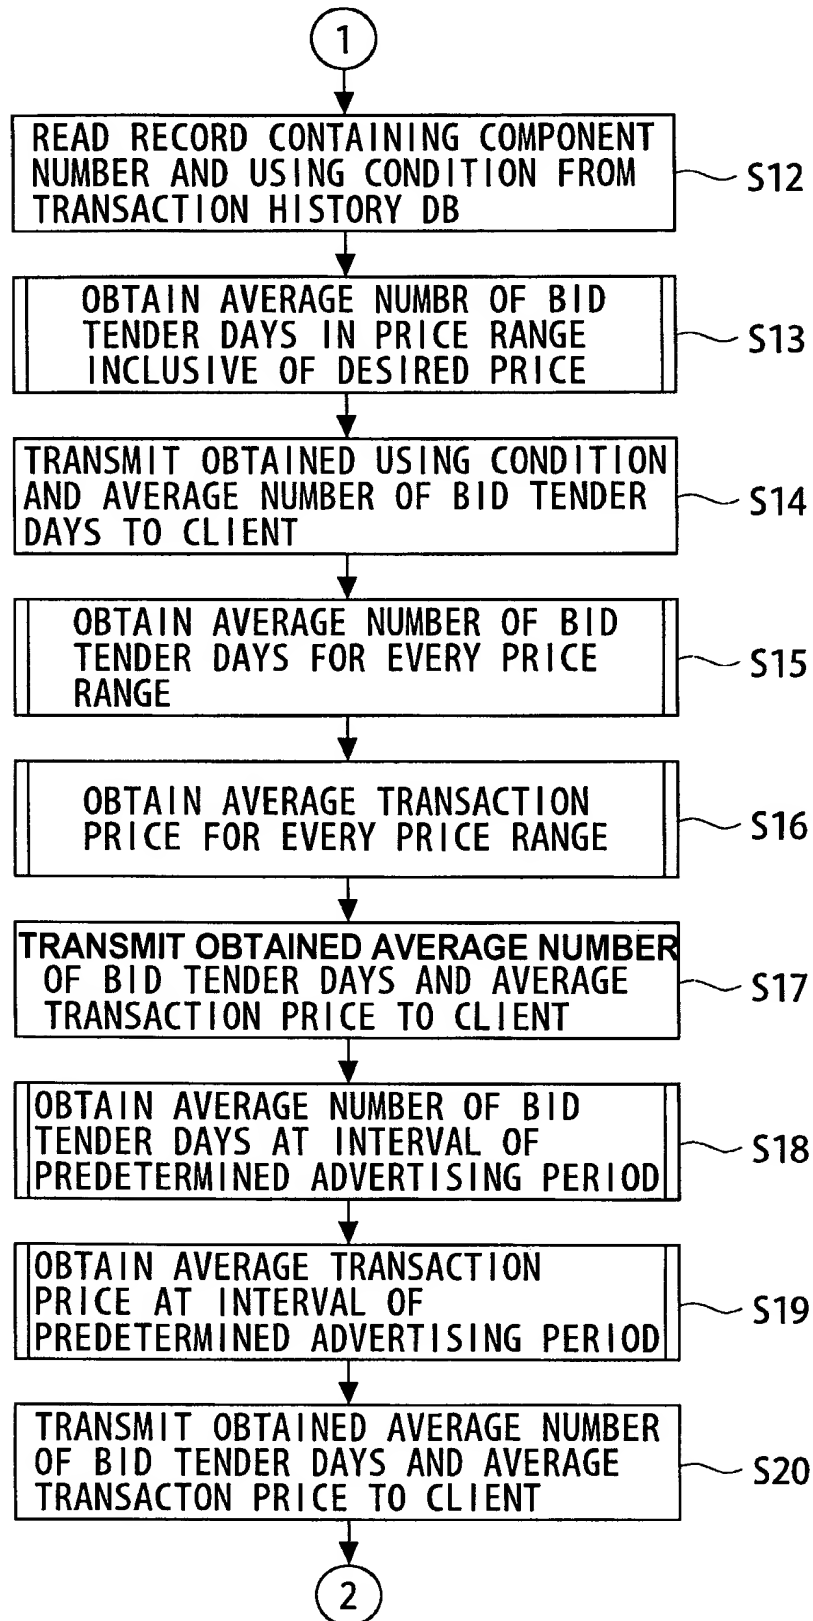 1
READ RECORD CONTAINING COMPONENT
NUMBER AND USING CONDITION FROM
TRANSACTION HISTORY DB
S12
OBTAIN AVERAGE NUMBR OF BID
TENDER DAYS IN PRICE RANGE
INCLUSIVE OF DESIRED PRICE
S13
TRANSMIT OBTAINED USING CONDITION
AND AVERAGE NUMBER OF BID TENDER
DAYS TO CLIENT
S14
OBTAIN AVERAGE NUMBER OF BID
TENDER DAYS FOR EVERY PRICE
RANGE
S15
OBTAIN AVERAGE TRANSACTION
PRICE FOR EVERY PRICE RANGE
S16
TRANSMIT OBTAINED AVERAGE NUMBER
OF BID TENDER DAYS AND AVERAGE
TRANSACTION PRICE TO CLIENT
S17
OBTAIN AVERAGE NUMBER OF BID
TENDER DAYS AT INTERVAL OF
PREDETERMINED ADVERTISING PERIOD
S18
OBTAIN AVERAGE TRANSACTION
PRICE AT INTERVAL OF
PREDETERMINED ADVERTISING PERIOD
S19
TRANSMIT OBTAINED AVERAGE NUMBER
OF BID TENDER DAYS AND AVERAGE
TRANSACTON PRICE TO CLIENT
S20
2